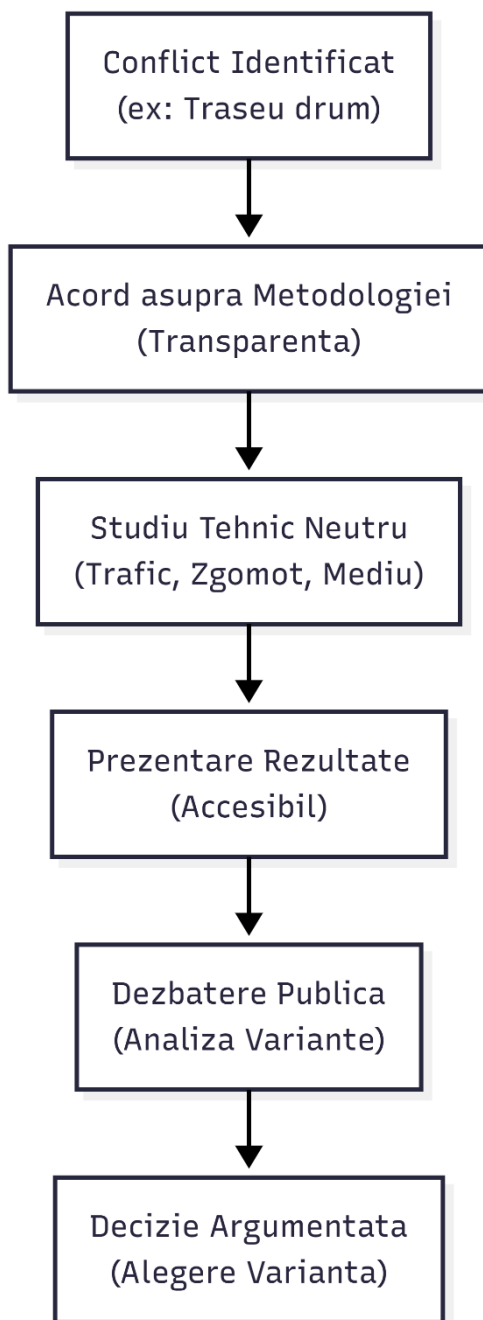 Conflict Identificat
(ex: Traseu drum)
Acord asupra Metodologiei
(Transparenta)
Studiu Tehnic Neutru
(Trafic, Zgomot, Mediu)
Prezentare Rezultate
(Accesibil)
Dezbatere Publica
(Analiza Variante)
Decizie Argumentata
(Alegere Varianta)